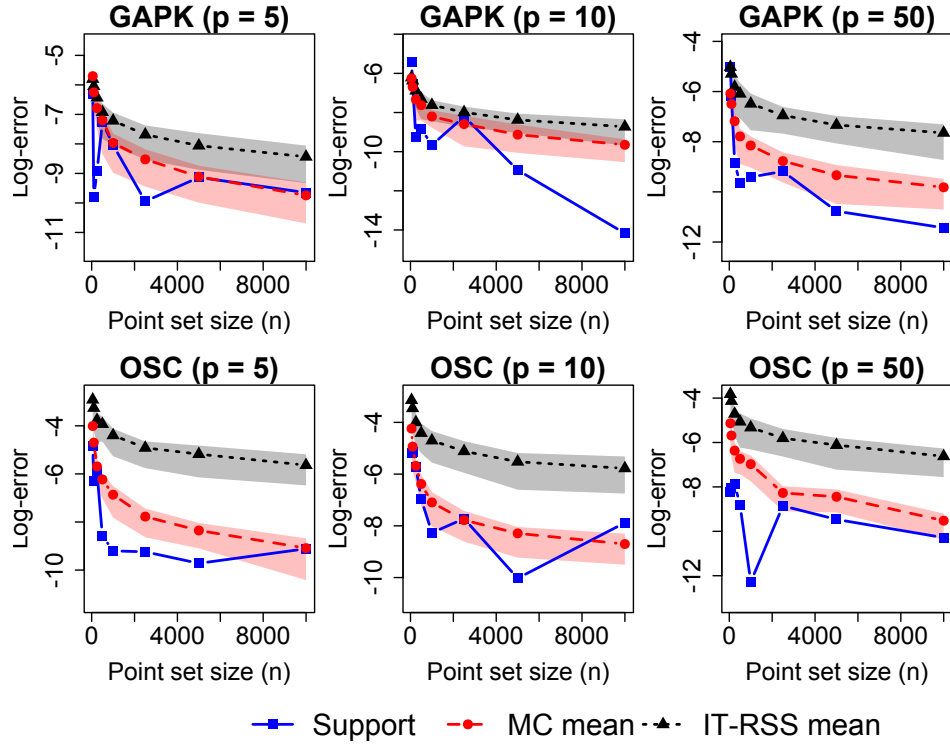 GAPK (p = 5) GAPK (p = 10) GAPK (p = 50)
Log-error
-5
-7
-9
-11
0 4000 8000
Point set size (n)
Log-error
-6
-10
-14
0 4000 8000
Point set size (n)
Log-error
-4
-6
-8
-12
0 4000 8000
Point set size (n)
OSC (p = 5) OSC (p = 10) OSC (p = 50)
Log-error
-4
-6
-10
0 4000 8000
Point set size (n)
Log-error
-4
-6
-8
-10
0 4000 8000
Point set size (n)
Log-error
-4
-6
-8
-12
0 4000 8000
Point set size (n)
Support MC mean IT-RSS mean